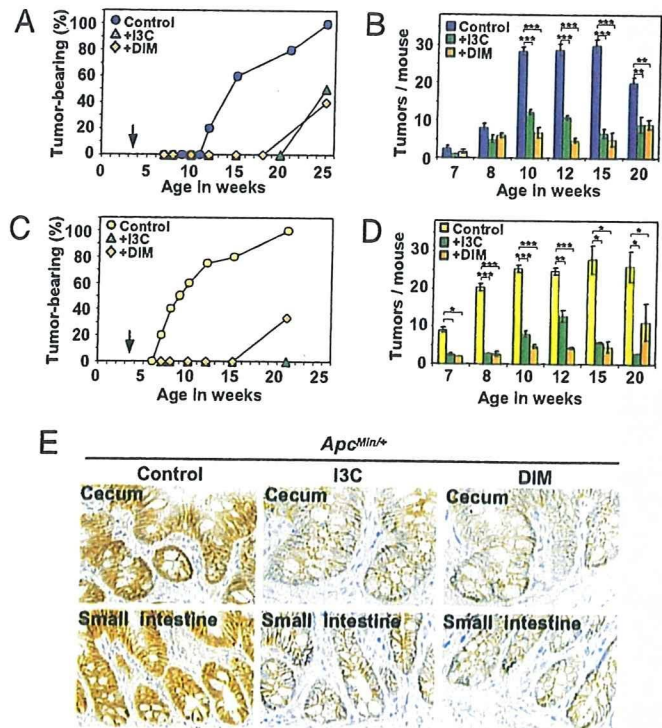 A
Tumor-bearing (%)
100
80
60
40
20
0
Control
+I3C
+DIM
0 5 10 15 20 25
Age in weeks
B
Tumors / mouse
30
20
10
0
Control
+I3C
+DIM
***
***
***
***
***
***
**
**
7 8 10 12 15 20
Age in weeks
C
Tumor-bearing (%)
100
80
60
40
20
0
Control
+I3C
+DIM
0 5 10 15 20 25
Age in weeks
D
Tumors / mouse
30
20
10
0
Control
+I3C
+DIM
*
***
***
***
***
***
**
*
*
*
*
7 8 10 12 15 20
Age in weeks
E
ApcMin/+
Control I3C DIM
Cecum Cecum Cecum
Small Intestine Small Intestine Small Intestine